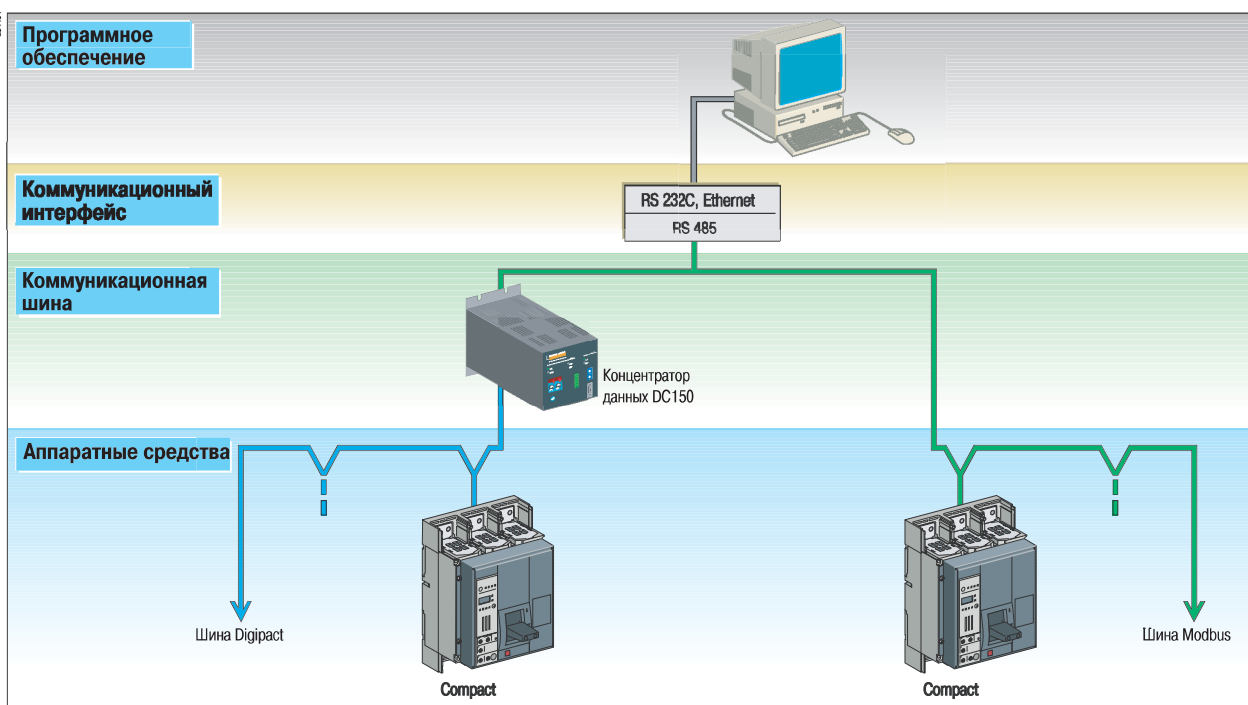 Программное
обеспечение
Коммуникационный
интерфейс
RS 232C, Ethernet
RS 485
Коммуникационная
шина
Концентратор
данных DC150
Аппаратные средства
Шина Digipact
Compact
Compact
Шина Modbus